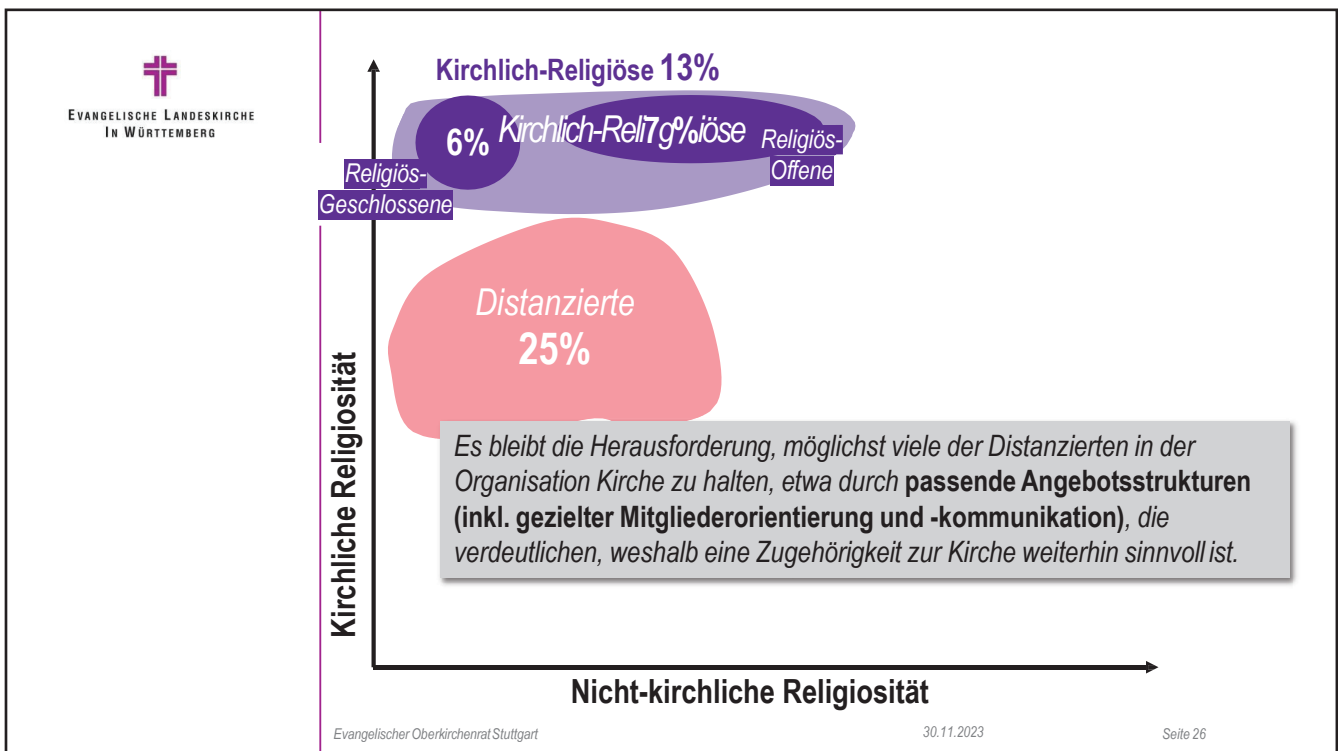 EVANGELISCHE LANDESKIRCHE
IN WÜRTTEMBERG
Kirchlich-Religiöse 13%
6%
Kirchlich-Religiöse
7%
Religiös-
Offene
Religiös-
Geschlossene
Distanzierte
25%
Es bleibt die Herausforderung, möglichst viele der Distanzierten in der
Organisation Kirche zu halten, etwa durch passende Angebotsstrukturen
(inkl. gezielter Mitgliederorientierung und -kommunikation), die
verdeutlichen, weshalb eine Zugehörigkeit zur Kirche weiterhin sinnvoll ist.
Kirchliche Religiosität
Nicht-kirchliche Religiosität
Evangelischer Oberkirchenrat Stuttgart
30.11.2023
Seite 26